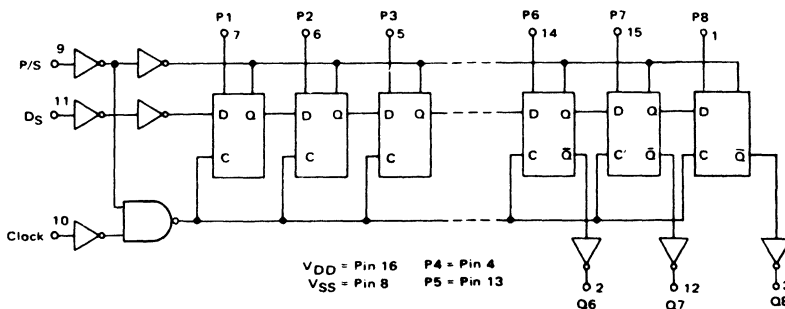 P1 P2 P3 P6 P7 P8
7 6 5 14 15 1
9
P/S
11
DS
D Q D Q D Q D Q D Q D
C C C C Q̅ C' Q̅ C Q̅
10
Clock
VDD = Pin 16 P4 = Pin 4
VSS = Pin 8 P5 = Pin 13
2 12
Q6 Q7 Q8